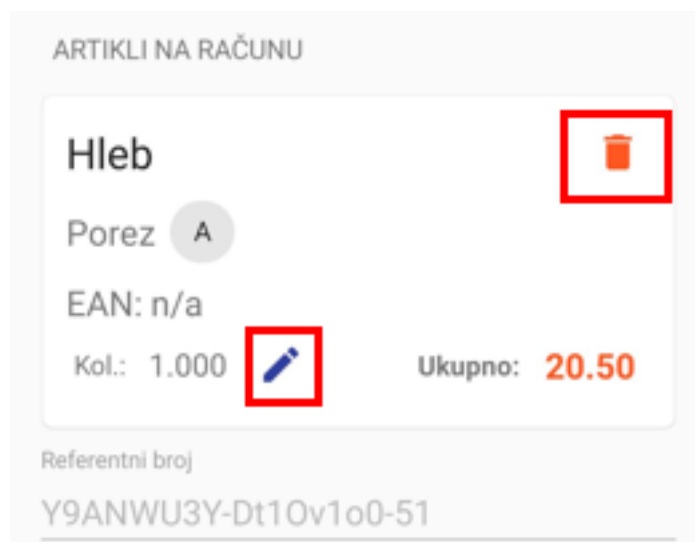 ARTIKLI NA RAČUNU
Hleb
Porez A
EAN: n/a
Kol.: 1.000 Ukupno: 20.50
Referentni broj
Y9ANWU3Y-Dt1Ov1o0-51